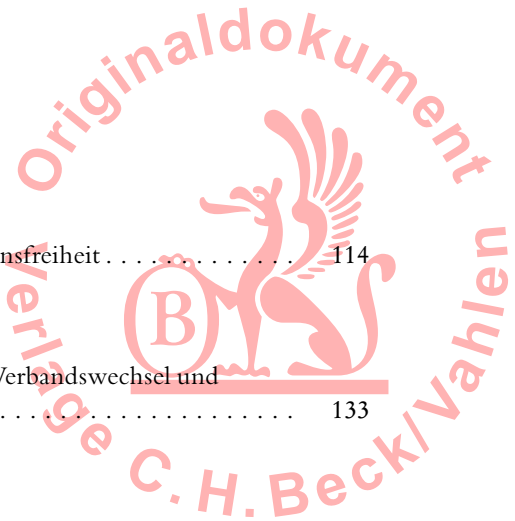 Originaldokument
nsfreiheit . . . . . . . . . . . . . . 114
B
Verbandswechsel und
. . . . . . . . . . . . . . . . . . . . . 133
Verlage C.H.Beck/Vahlen